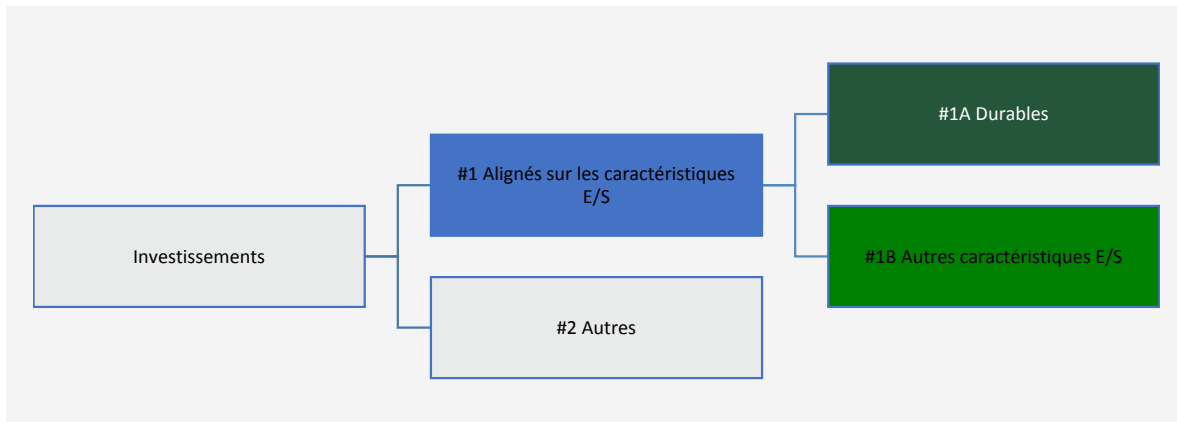 #1A Durables
#1 Alignés sur les caractéristiques
E/S
Investissements
#1B Autres caractéristiques E/S
#2 Autres